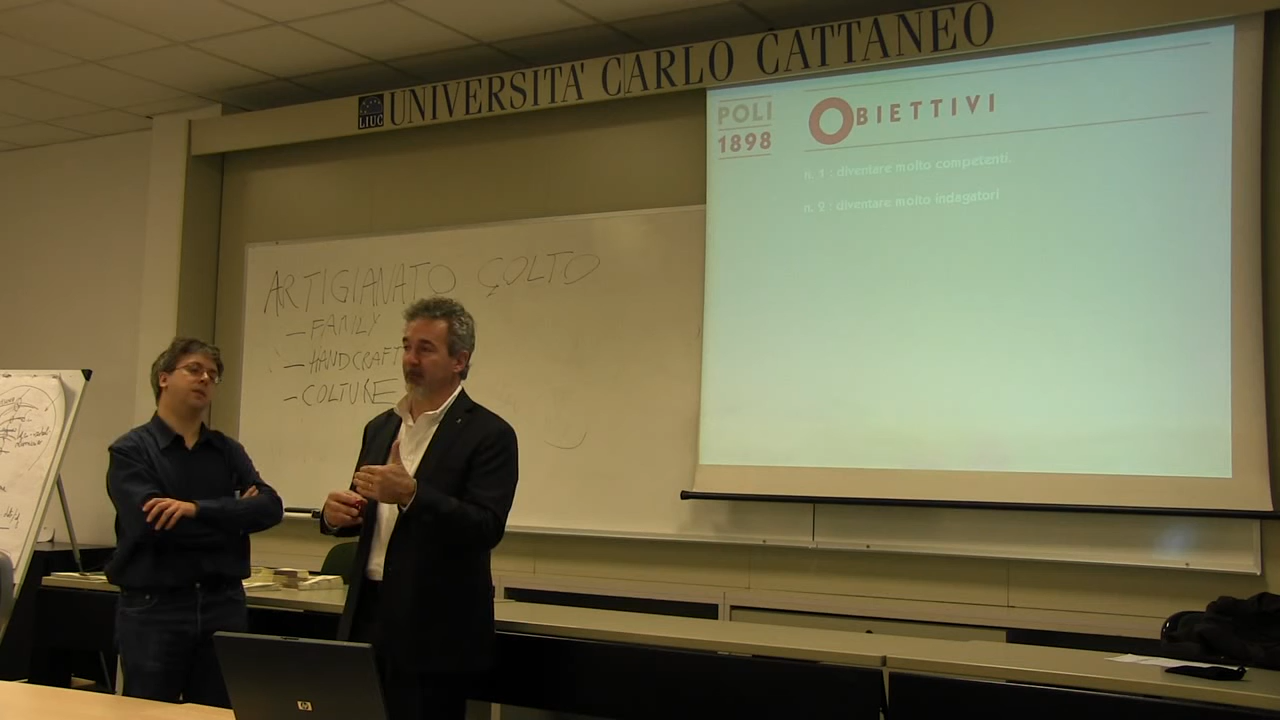 LIUC UNIVERSITA' CARLO CATTANEO
POLI
1898
OBIETTIVI
n. 1 : diventare molto competenti.
n. 2 : diventare molto indagatori
ARTIGIANATO COLTO
– FAMILY
– HANDCRAFT
– COLTURE
hp